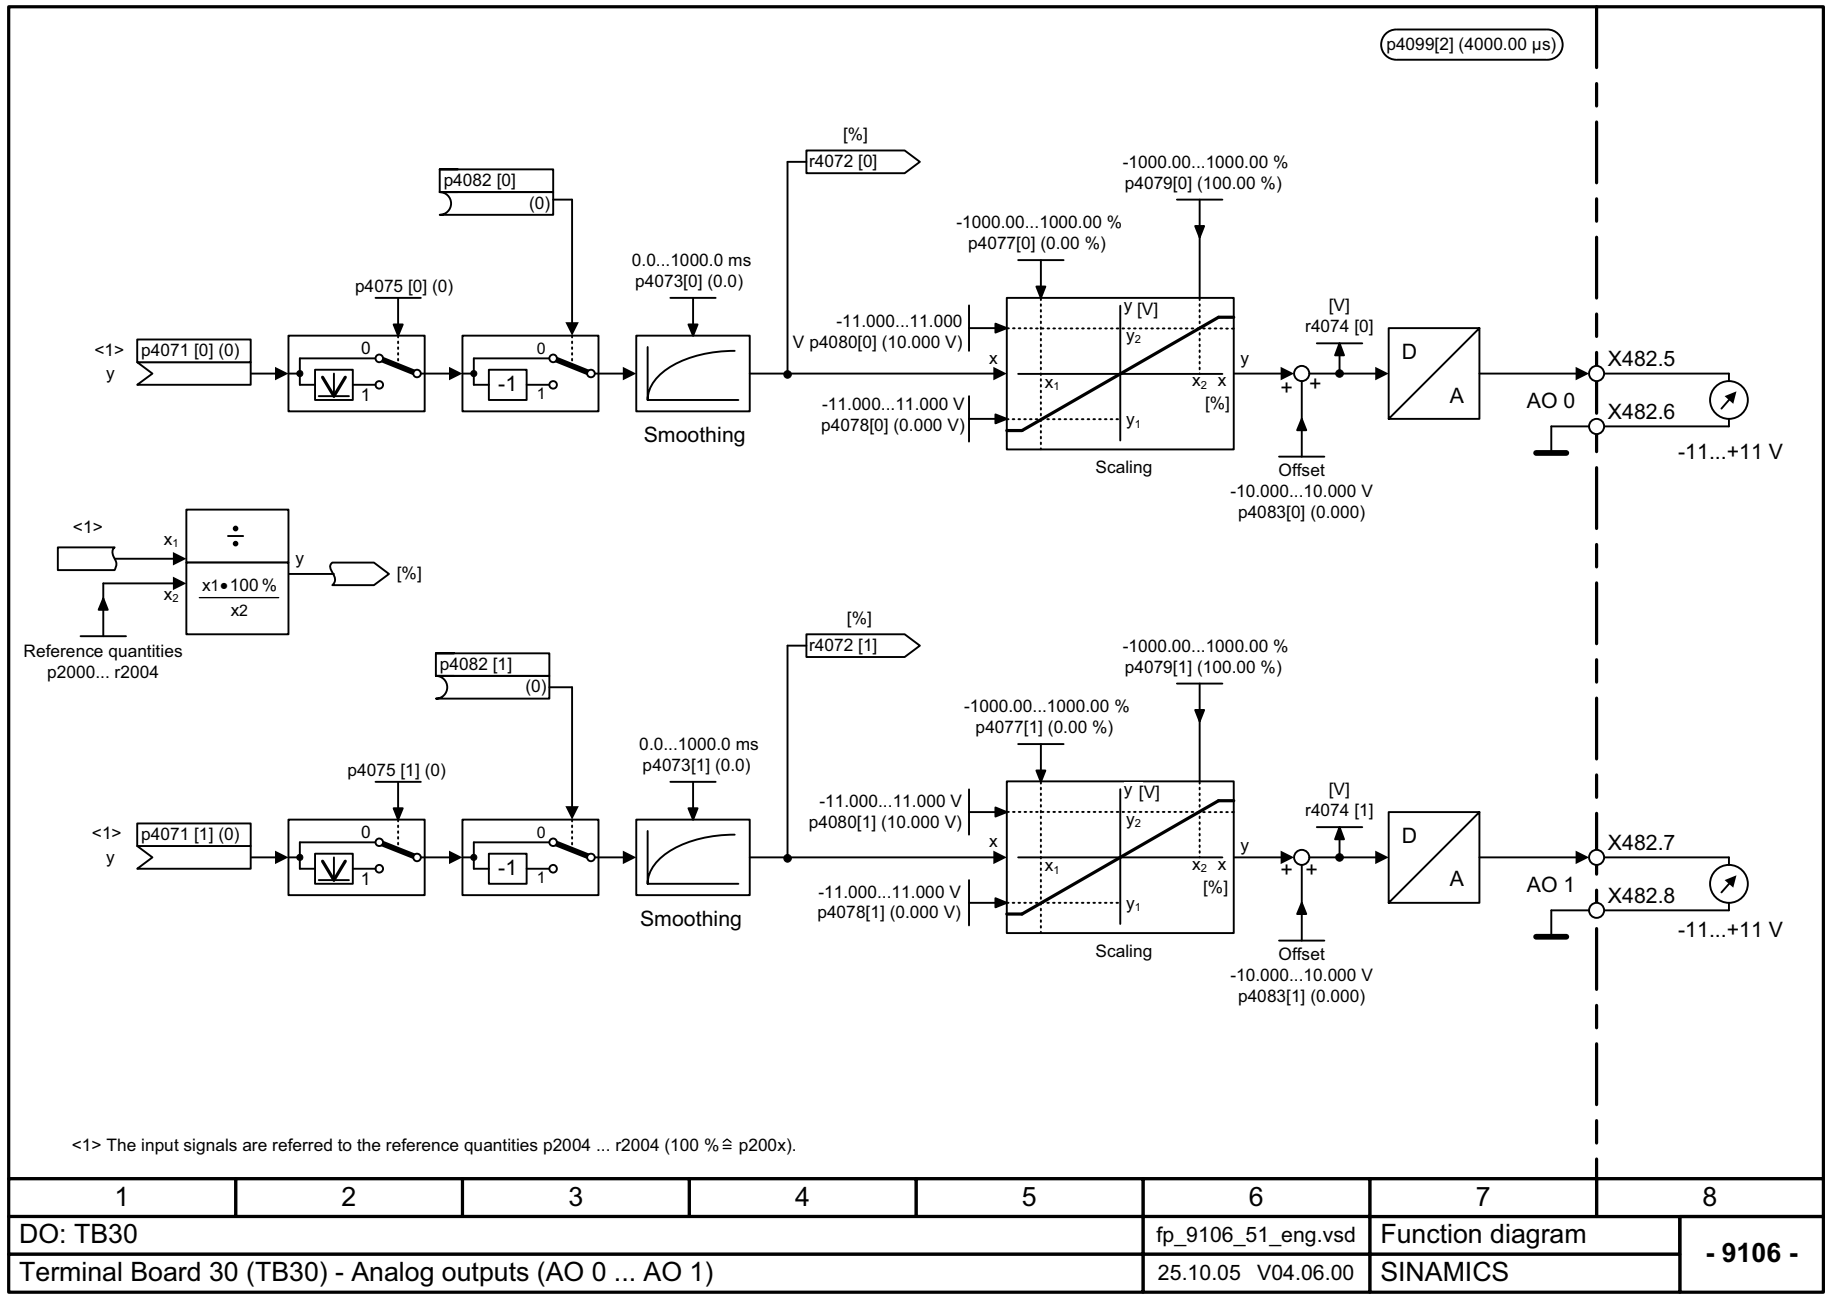 p4099[2] (4000.00 µs)
[%]
r4072 [0]
-1000.00...1000.00 %
p4079[0] (100.00 %)
p4082 [0]
(0)
-1000.00...1000.00 %
p4077[0] (0.00 %)
0.0...1000.0 ms
p4073[0] (0.0)
p4075 [0] (0)
-11.000...11.000
V p4080[0] (10.000 V)
y [V]
y2
[V]
r4074 [0]
<1>
p4071 [0] (0)
y
0
1
0
-1
1
x
x1
x2
x
[%]
y
+
+
D
A
AO 0
X482.5
X482.6
-11.000...11.000 V
p4078[0] (0.000 V)
y1
Smoothing
Scaling
Offset
-10.000...10.000 V
p4083[0] (0.000)
-11...+11 V
<1>
x1
÷
y
[%]
x2
x1•100 %
x2
Reference quantities
p2000... r2004
[%]
r4072 [1]
-1000.00...1000.00 %
p4079[1] (100.00 %)
p4082 [1]
(0)
-1000.00...1000.00 %
p4077[1] (0.00 %)
0.0...1000.0 ms
p4073[1] (0.0)
p4075 [1] (0)
-11.000...11.000 V
p4080[1] (10.000 V)
y [V]
y2
[V]
r4074 [1]
<1>
p4071 [1] (0)
y
0
1
0
-1
1
x
x1
x2
x
[%]
y
+
+
D
A
AO 1
X482.7
X482.8
-11.000...11.000 V
p4078[1] (0.000 V)
y1
Smoothing
Scaling
Offset
-10.000...10.000 V
p4083[1] (0.000)
-11...+11 V
<1> The input signals are referred to the reference quantities p2004 ... r2004 (100 % ≙ p200x).
1 2 3 4 5 6 7 8
DO: TB30
fp_9106_51_eng.vsd
Function diagram
- 9106 -
Terminal Board 30 (TB30) - Analog outputs (AO 0 ... AO 1)
25.10.05 V04.06.00
SINAMICS